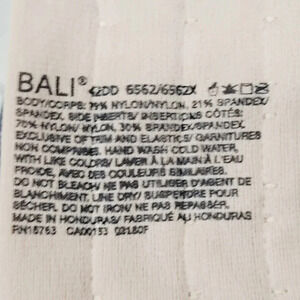 BALI® 42DD 6562/6562X
BODY/CORPS: 79% NYLON/NYLON, 21% SPANDEX/
SPANDEX, SIDE INSERTS/ INSERTIONS CÔTÉS:
70% NYLON/ NYLON, 30% SPANDEX/ELASTHANNE
EXCLUSIVE OF TRIM AND ELASTICS/ GARNITURES
NON COMPRISES. HAND WASH COLD WATER,
WITH LIKE COLORS/ LAVER À LA MAIN À L'EAU
FROIDE, AVEC DES COULEURS SIMILAIRES.
DO NOT BLEACH/ NE PAS UTILISER D'AGENT DE
BLANCHIMENT. LINE DRY/ SUSPENDRE POUR
SÉCHER. DO NOT IRON/ NE PAS REPASSER.
MADE IN HONDURAS/ FABRIQUÉ AU HONDURAS
RN15763 CA00153